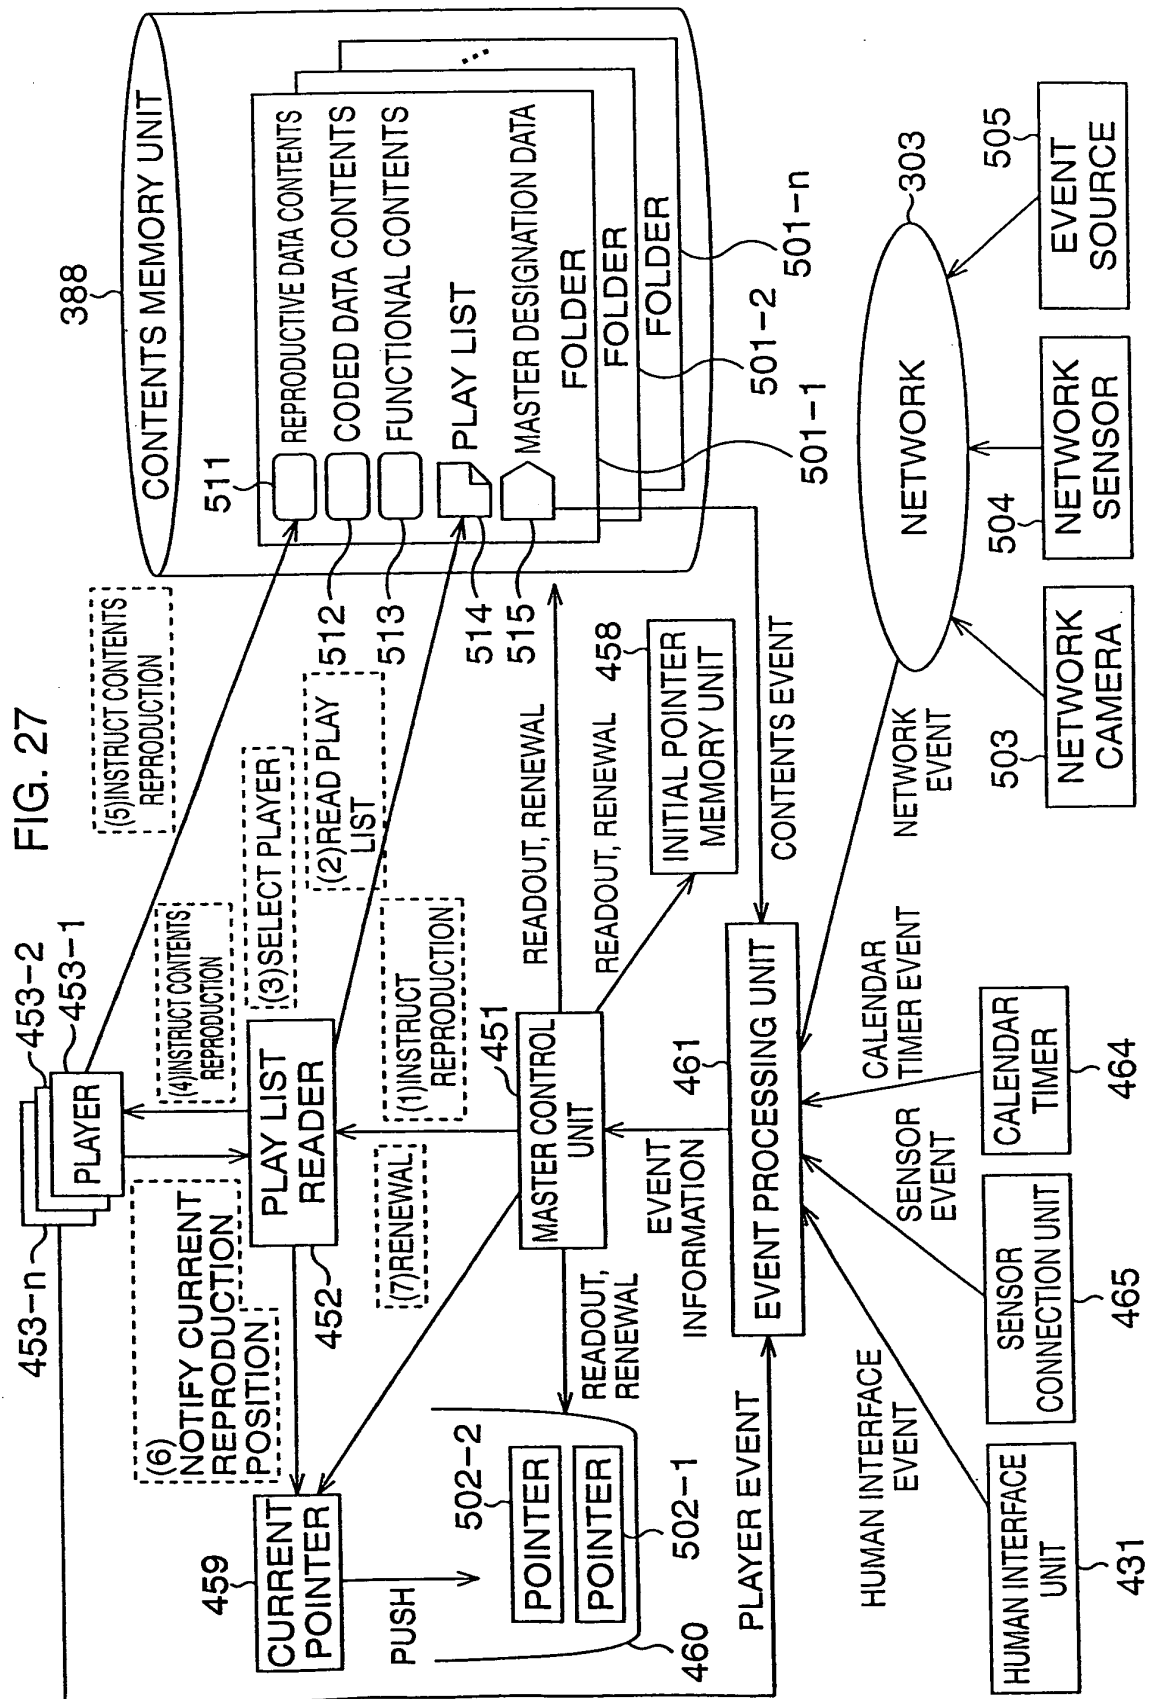 FIG. 27
388
CONTENTS MEMORY UNIT
511
REPRODUCTIVE DATA CONTENTS
512
CODED DATA CONTENTS
513
FUNCTIONAL CONTENTS
514
PLAY LIST
515
MASTER DESIGNATION DATA
FOLDER
FOLDER
FOLDER
501-1
501-2
501-n
453-n
453-2
453-1
PLAYER
(5)INSTRUCT CONTENTS
REPRODUCTION
(4)INSTRUCT CONTENTS
REPRODUCTION
(3)SELECT PLAYER
(2)READ PLAY
LIST
(6)
NOTIFY CURRENT
REPRODUCTION
POSITION
PLAY LIST
READER
452
(1)INSTRUCT
REPRODUCTION
(7)RENEWAL
459
CURRENT
POINTER
PUSH
502-2
POINTER
POINTER
502-1
460
READOUT,
RENEWAL
451
MASTER CONTROL
UNIT
READOUT, RENEWAL
READOUT, RENEWAL
458
INITIAL POINTER
MEMORY UNIT
EVENT
INFORMATION
461
EVENT PROCESSING UNIT
PLAYER EVENT
CONTENTS EVENT
HUMAN INTERFACE
EVENT
SENSOR
EVENT
CALENDAR
TIMER EVENT
NETWORK
EVENT
NETWORK
303
HUMAN INTERFACE
UNIT
431
SENSOR
CONNECTION UNIT
465
CALENDAR
TIMER
464
503
NETWORK
CAMERA
504
NETWORK
SENSOR
505
EVENT
SOURCE